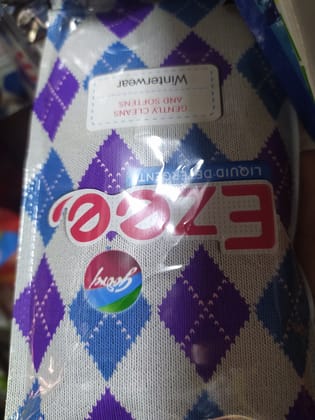 Godrej
Ezee
LIQUID DETERGENT
GENTLY CLEANS
AND SOFTENS
Winterwear